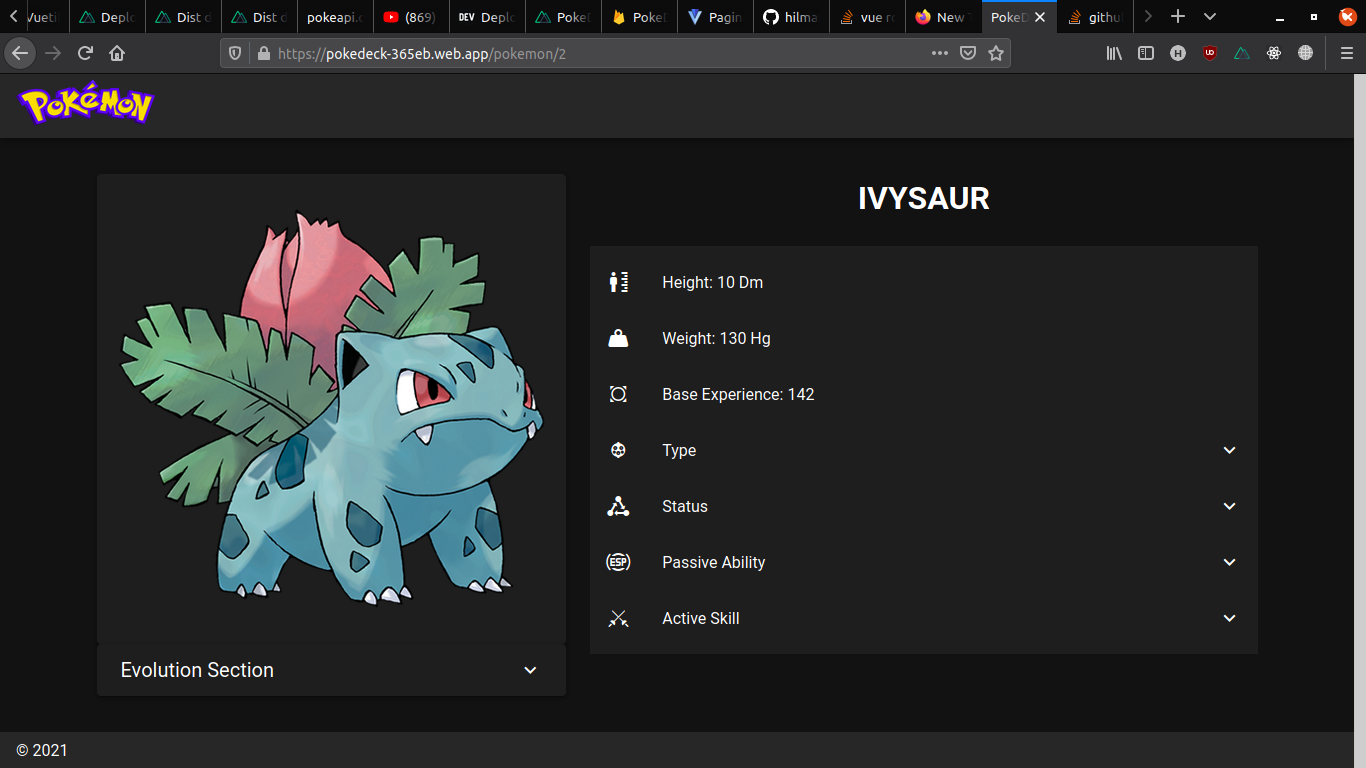 Vueti
Deplo
Dist d
Dist d
pokeapi.c
(869)
DEV Deplo
PokeD
PokeD
Pagin
hilma
vue ro
New T
PokeD
githu
https://pokedeck-365eb.web.app/pokemon/2
POKéMON
IVYSAUR
Height: 10 Dm
Weight: 130 Hg
Base Experience: 142
Type
Status
ESP Passive Ability
Active Skill
Evolution Section
© 2021